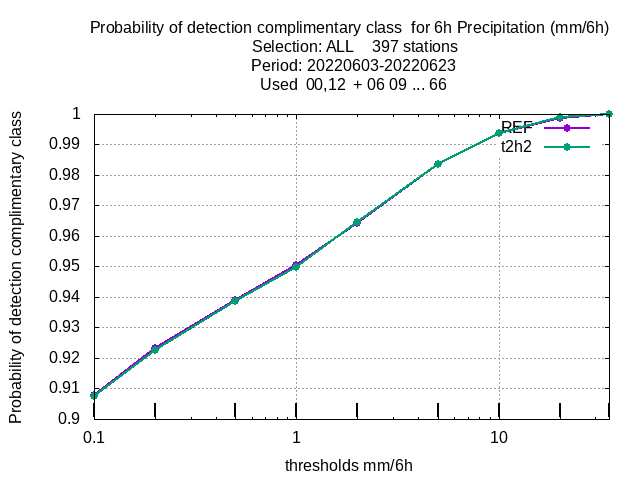 Probability of detection complimentary class  for 6h Precipitation (mm/6h)
Selection: ALL    397 stations
Period: 20220603-20220623
Used  00,12  + 06 09 ... 66
Probability of detection complimentary class
1
0.99
0.98
0.97
0.96
0.95
0.94
0.93
0.92
0.91
0.9
REF
t2h2
0.1
1
10
thresholds mm/6h